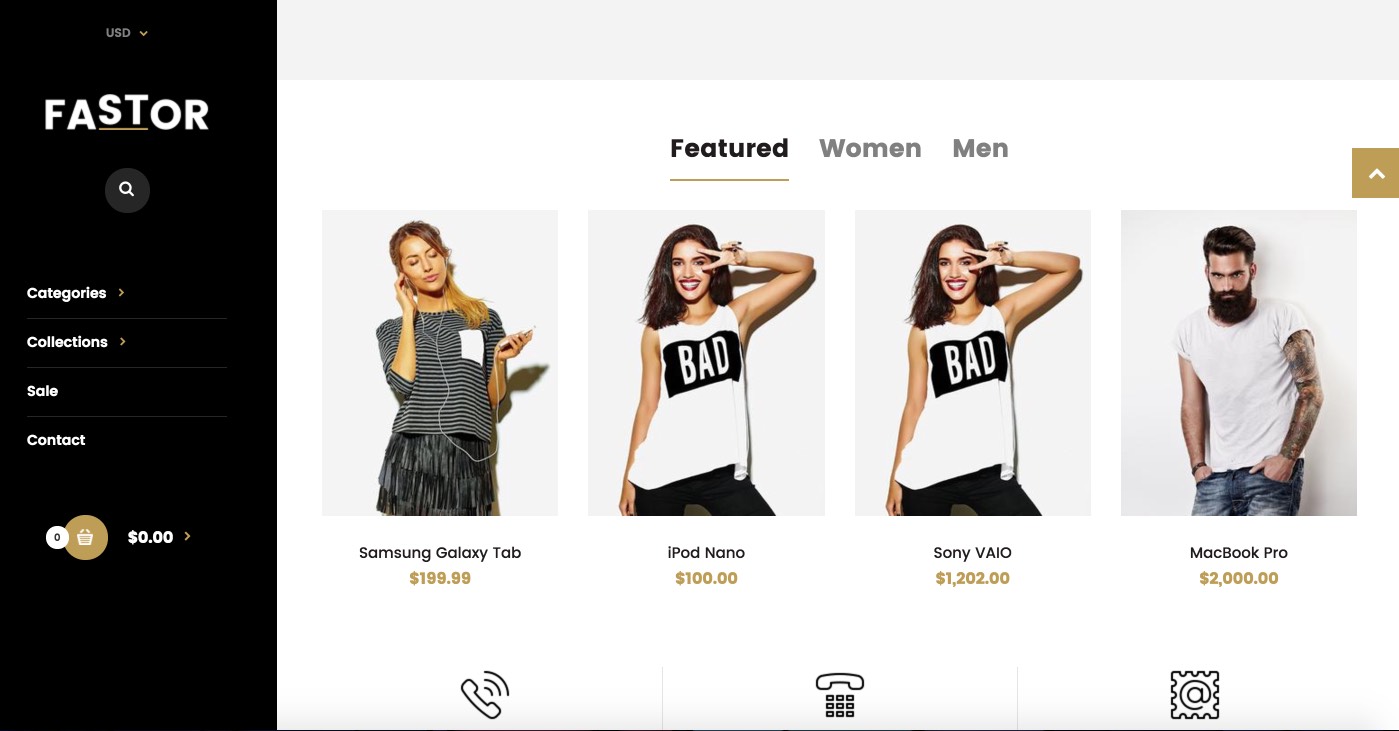 USD
FASTOR
Categories
Collections
Sale
Contact
0
$0.00
Featured Women Men
BAD
BAD
Samsung Galaxy Tab
$199.99
iPod Nano
$100.00
Sony VAIO
$1,202.00
MacBook Pro
$2,000.00
@